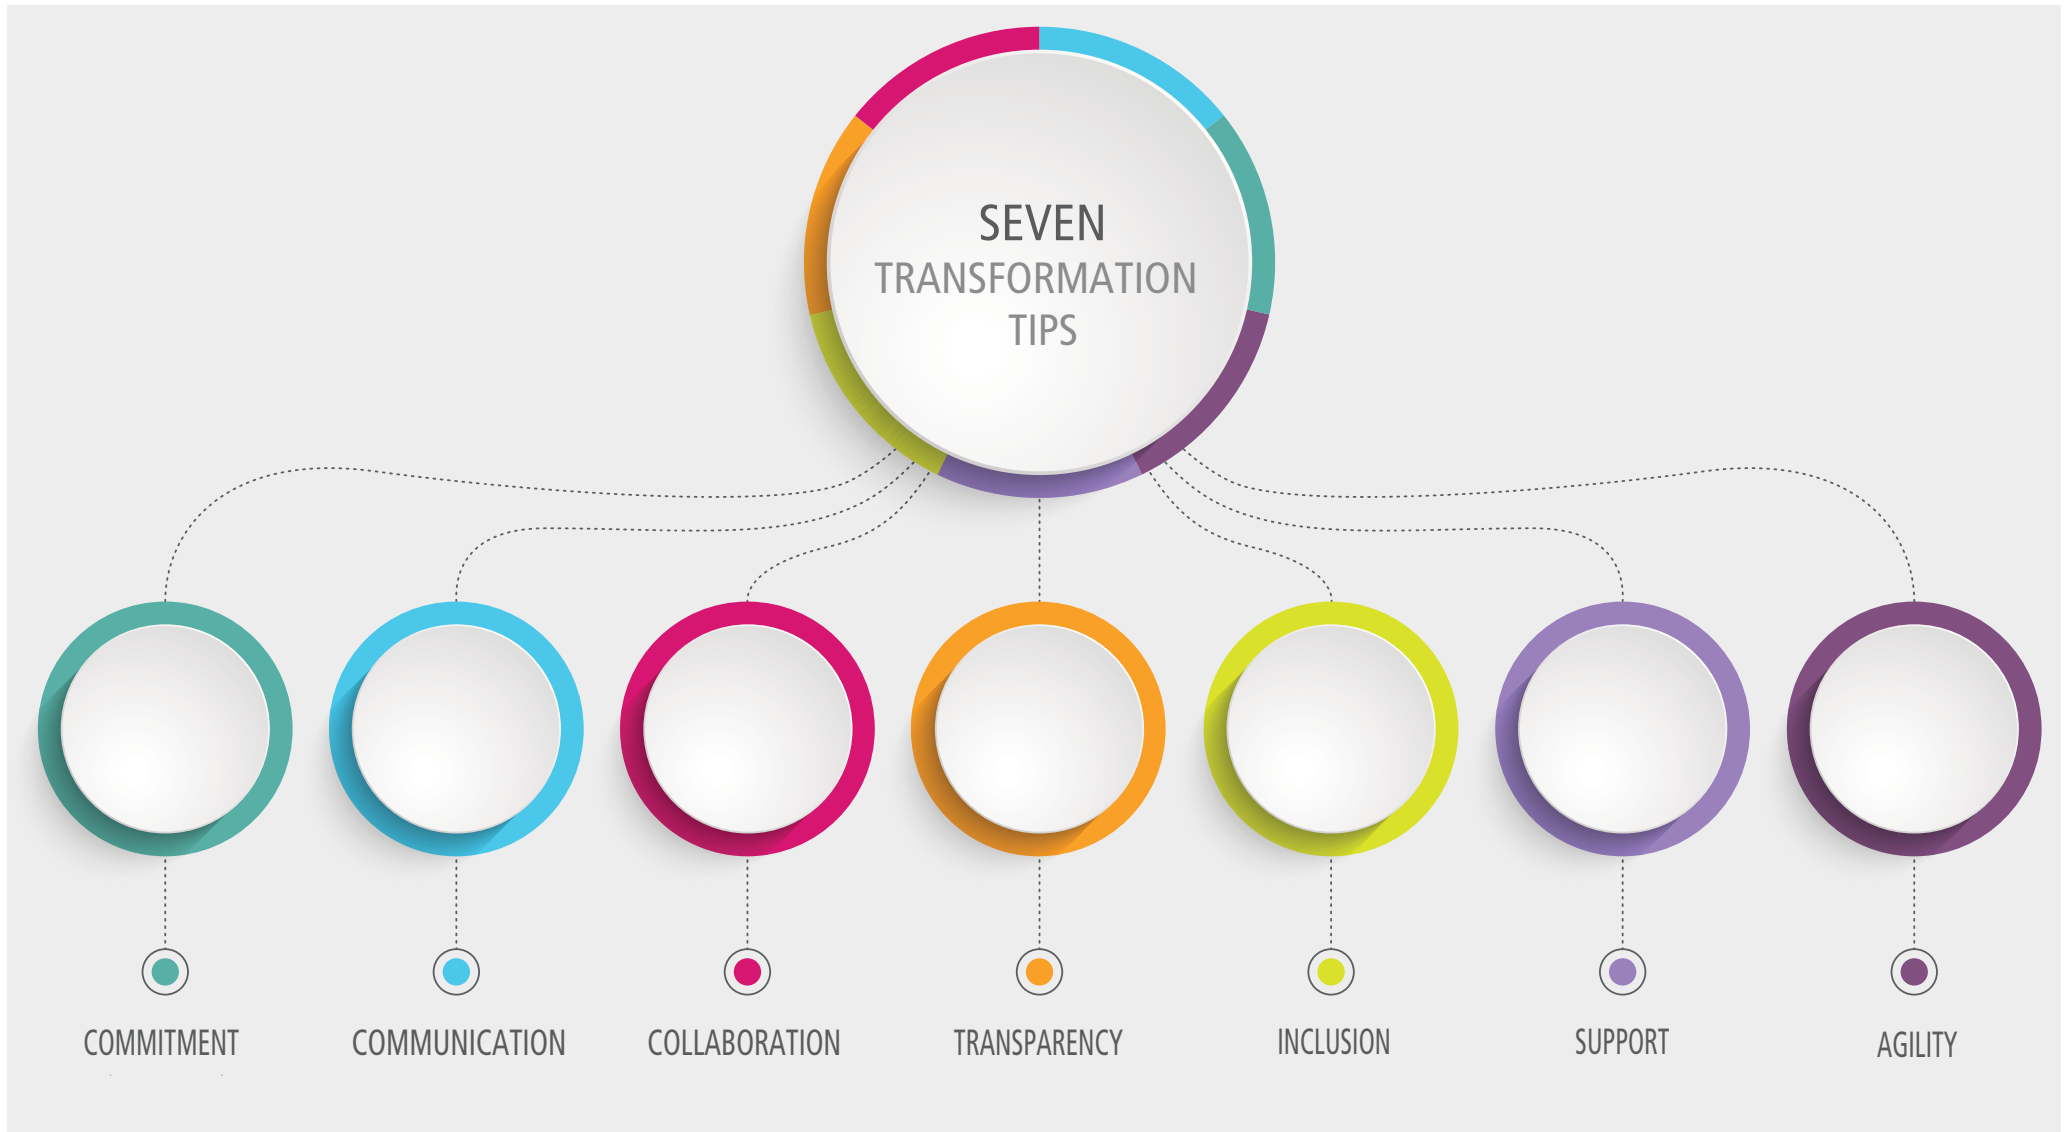 SEVEN
TRANSFORMATION
TIPS
COMMITMENT
COMMUNICATION
COLLABORATION
TRANSPARENCY
INCLUSION
SUPPORT
AGILITY